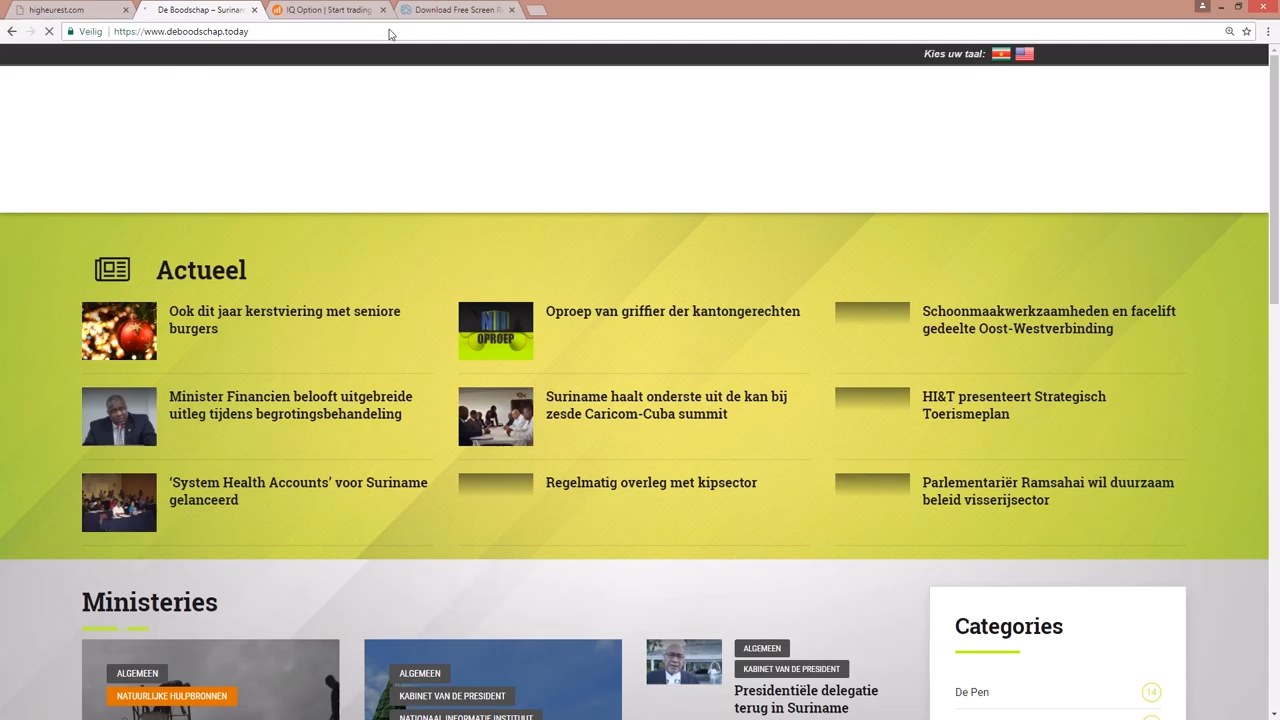 higheurest.com
De Boodschap – Surinam
IQ Option | Start trading
Download Free Screen R
Veilig
https://www.deboodschap.today
Kies uw taal:
Actueel
Ook dit jaar kerstviering met seniore
burgers
OPROEP
Oproep van griffier der kantongerechten
Schoonmaakwerkzaamheden en facelift
gedeelte Oost-Westverbinding
Minister Financien belooft uitgebreide
uitleg tijdens begrotingsbehandeling
Suriname haalt onderste uit de kan bij
zesde Caricom-Cuba summit
HI&T presenteert Strategisch
Toerismeplan
‘System Health Accounts’ voor Suriname
gelanceerd
Regelmatig overleg met kipsector
Parlementariër Ramsahai wil duurzaam
beleid visserijsector
Ministeries
ALGEMEEN
NATUURLIJKE HULPBRONNEN
ALGEMEEN
KABINET VAN DE PRESIDENT
NATIONAAL INFORMATIE INSTITUUT
ALGEMEEN
KABINET VAN DE PRESIDENT
Presidentiële delegatie
terug in Suriname
Categories
De Pen
14